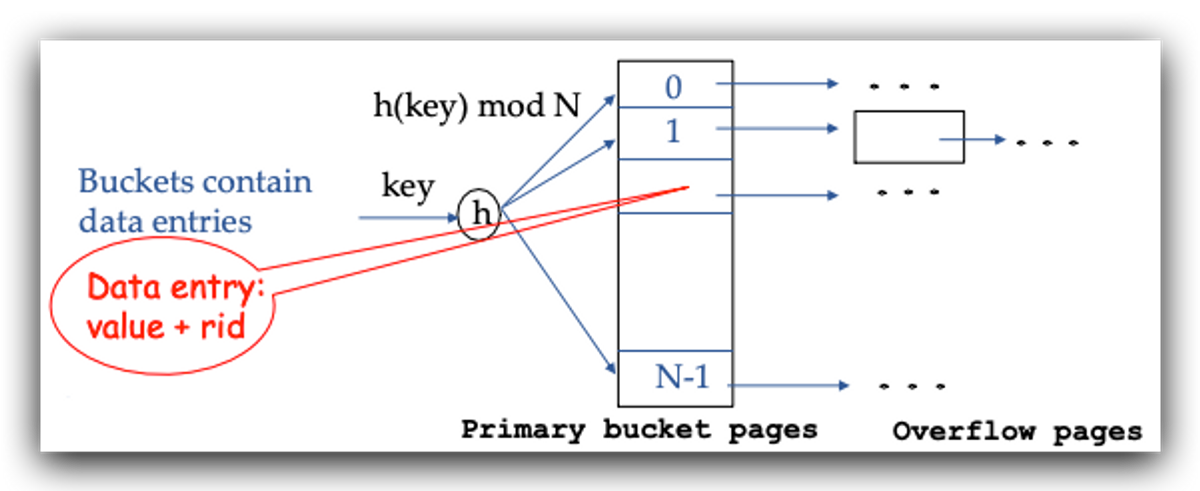 h(key) mod N
0
1
Buckets contain
data entries
key
h
Data entry:
value + rid
N-1
Primary bucket pages
Overflow pages